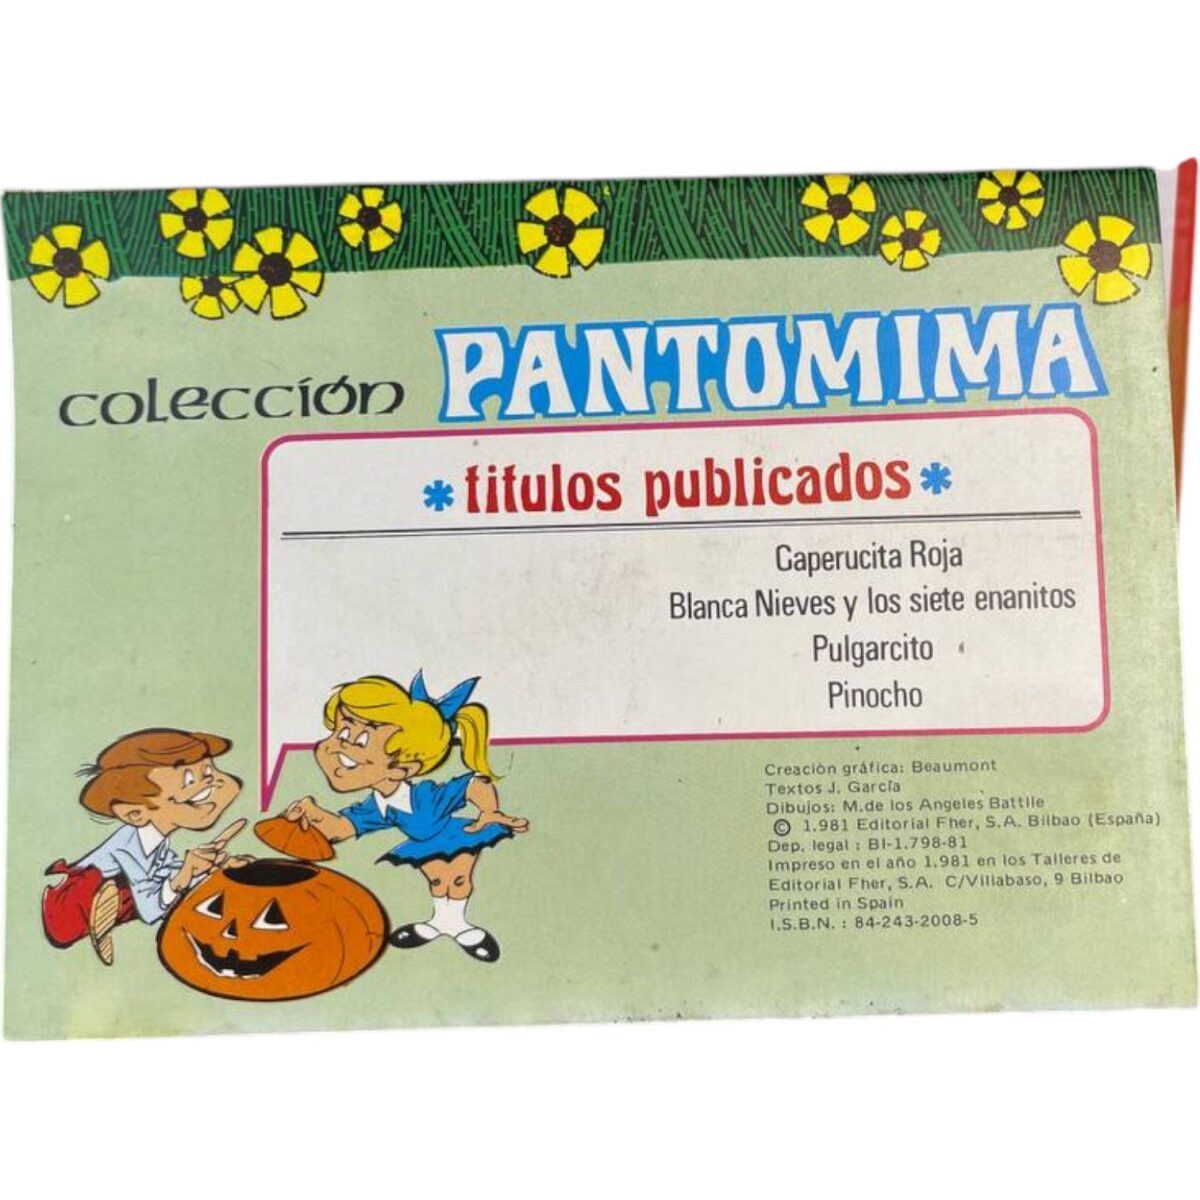 colección PANTOMIMA
* titulos publicados *
Caperucita Roja
Blanca Nieves y los siete enanitos
Pulgarcito
Pinocho
Creación gráfica: Beaumont
Textos J. García
Dibujos: M. de los Angeles Battlle
© 1.981 Editorial Fher, S.A. Bilbao (España)
Dep. legal : BI-1.798-81
Impreso en el año 1.981 en los Talleres de
Editorial Fher, S.A. C/Villabaso, 9 Bilbao
Printed in Spain
I.S.B.N. : 84-243-2008-5